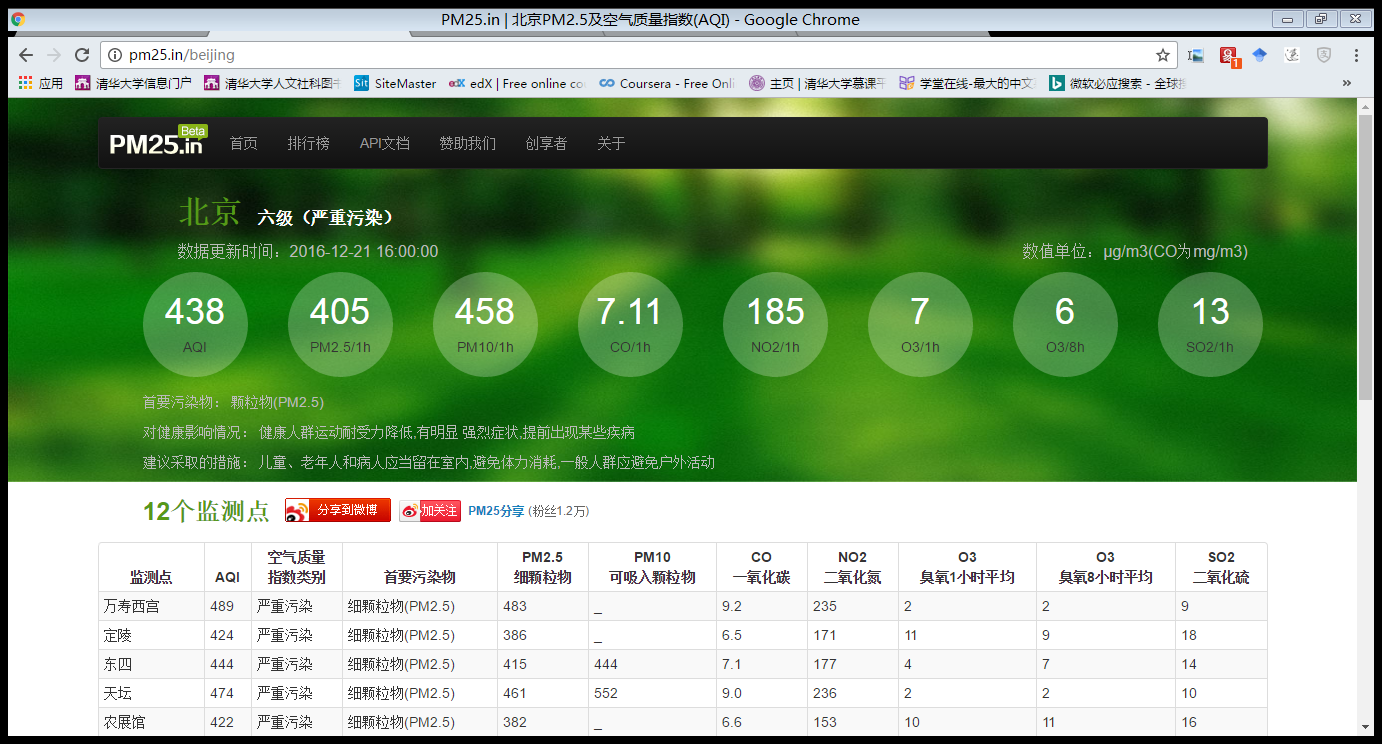 PM25.in | 北京PM2.5及空气质量指数(AQI) - Google Chrome
pm25.in/beijing
1
应用 清华大学信息门户 清华大学人文社科图书 Sit SiteMaster edX edX | Free online co Coursera - Free Onli 主页 | 清华大学慕课平 学堂在线-最大的中文 微软必应搜索 - 全球 »
PM25.in Beta 首页 排行榜 API文档 赞助我们 创享者 关于
北京 六级（严重污染）
数据更新时间：2016-12-21 16:00:00 数值单位：μg/m3(CO为mg/m3)
438 405 458 7.11 185 7 6 13
AQI PM2.5/1h PM10/1h CO/1h NO2/1h O3/1h O3/8h SO2/1h
首要污染物： 颗粒物(PM2.5)
对健康影响情况： 健康人群运动耐受力降低,有明显 强烈症状,提前出现某些疾病
建议采取的措施： 儿童、老年人和病人应当留在室内,避免体力消耗,一般人群应避免户外活动
12个监测点 分享到微博 加关注 PM25分享 (粉丝1.2万)
空气质量 PM2.5 PM10 CO NO2 O3 O3 SO2
监测点 AQI 指数类别 首要污染物 细颗粒物 可吸入颗粒物 一氧化碳 二氧化氮 臭氧1小时平均 臭氧8小时平均 二氧化硫
万寿西宫 489 严重污染 细颗粒物(PM2.5) 483 _ 9.2 235 2 2 9
定陵 424 严重污染 细颗粒物(PM2.5) 386 _ 6.5 171 11 9 18
东四 444 严重污染 细颗粒物(PM2.5) 415 444 7.1 177 4 7 14
天坛 474 严重污染 细颗粒物(PM2.5) 461 552 9.0 236 2 2 10
农展馆 422 严重污染 细颗粒物(PM2.5) 382 _ 6.6 153 10 11 16